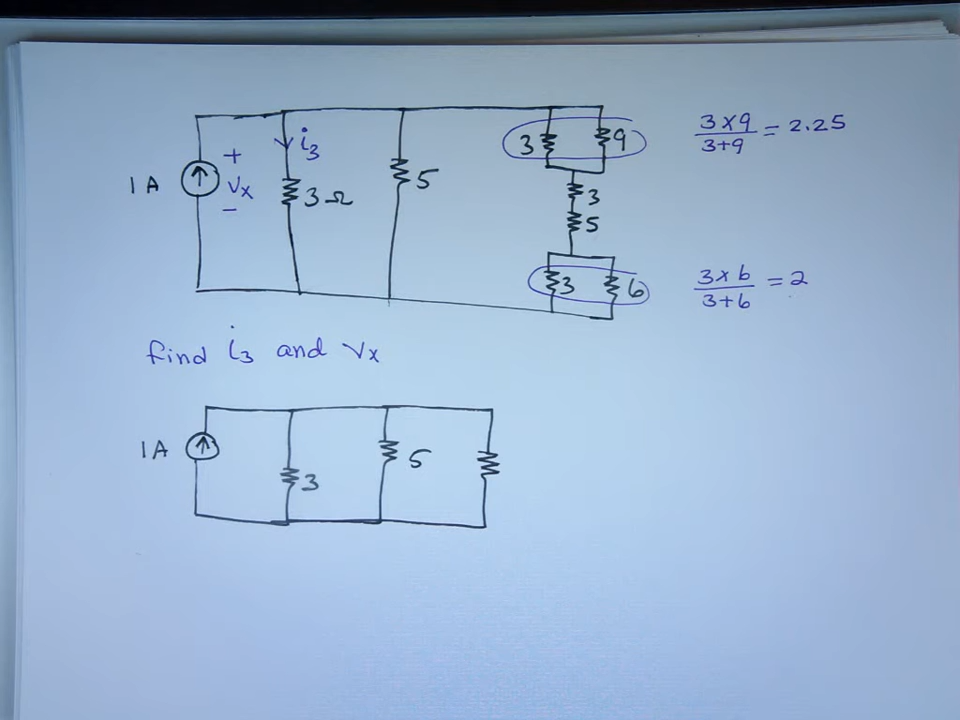 1 A
+
Vx
−
i3
3 Ω
5
3
9
3
5
3
6
3 x 9 / 3 + 9 = 2.25
3 x 6 / 3 + 6 = 2
find i3 and Vx
1 A
3
5